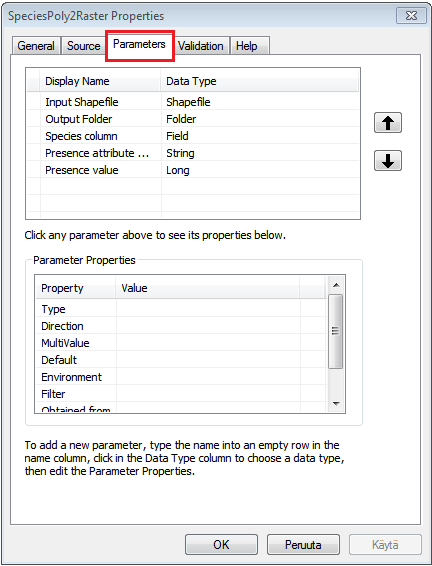 SpeciesPoly2Raster Properties
General Source Parameters Validation Help
Display Name Data Type
Input Shapefile Shapefile
Output Folder Folder
Species column Field
Presence attribute ... String
Presence value Long
Click any parameter above to see its properties below.
Parameter Properties
Property Value
Type
Direction
MultiValue
Default
Environment
Filter
Obtained from
To add a new parameter, type the name into an empty row in the
name column, click in the Data Type column to choose a data type,
then edit the Parameter Properties.
OK Peruuta Käytä